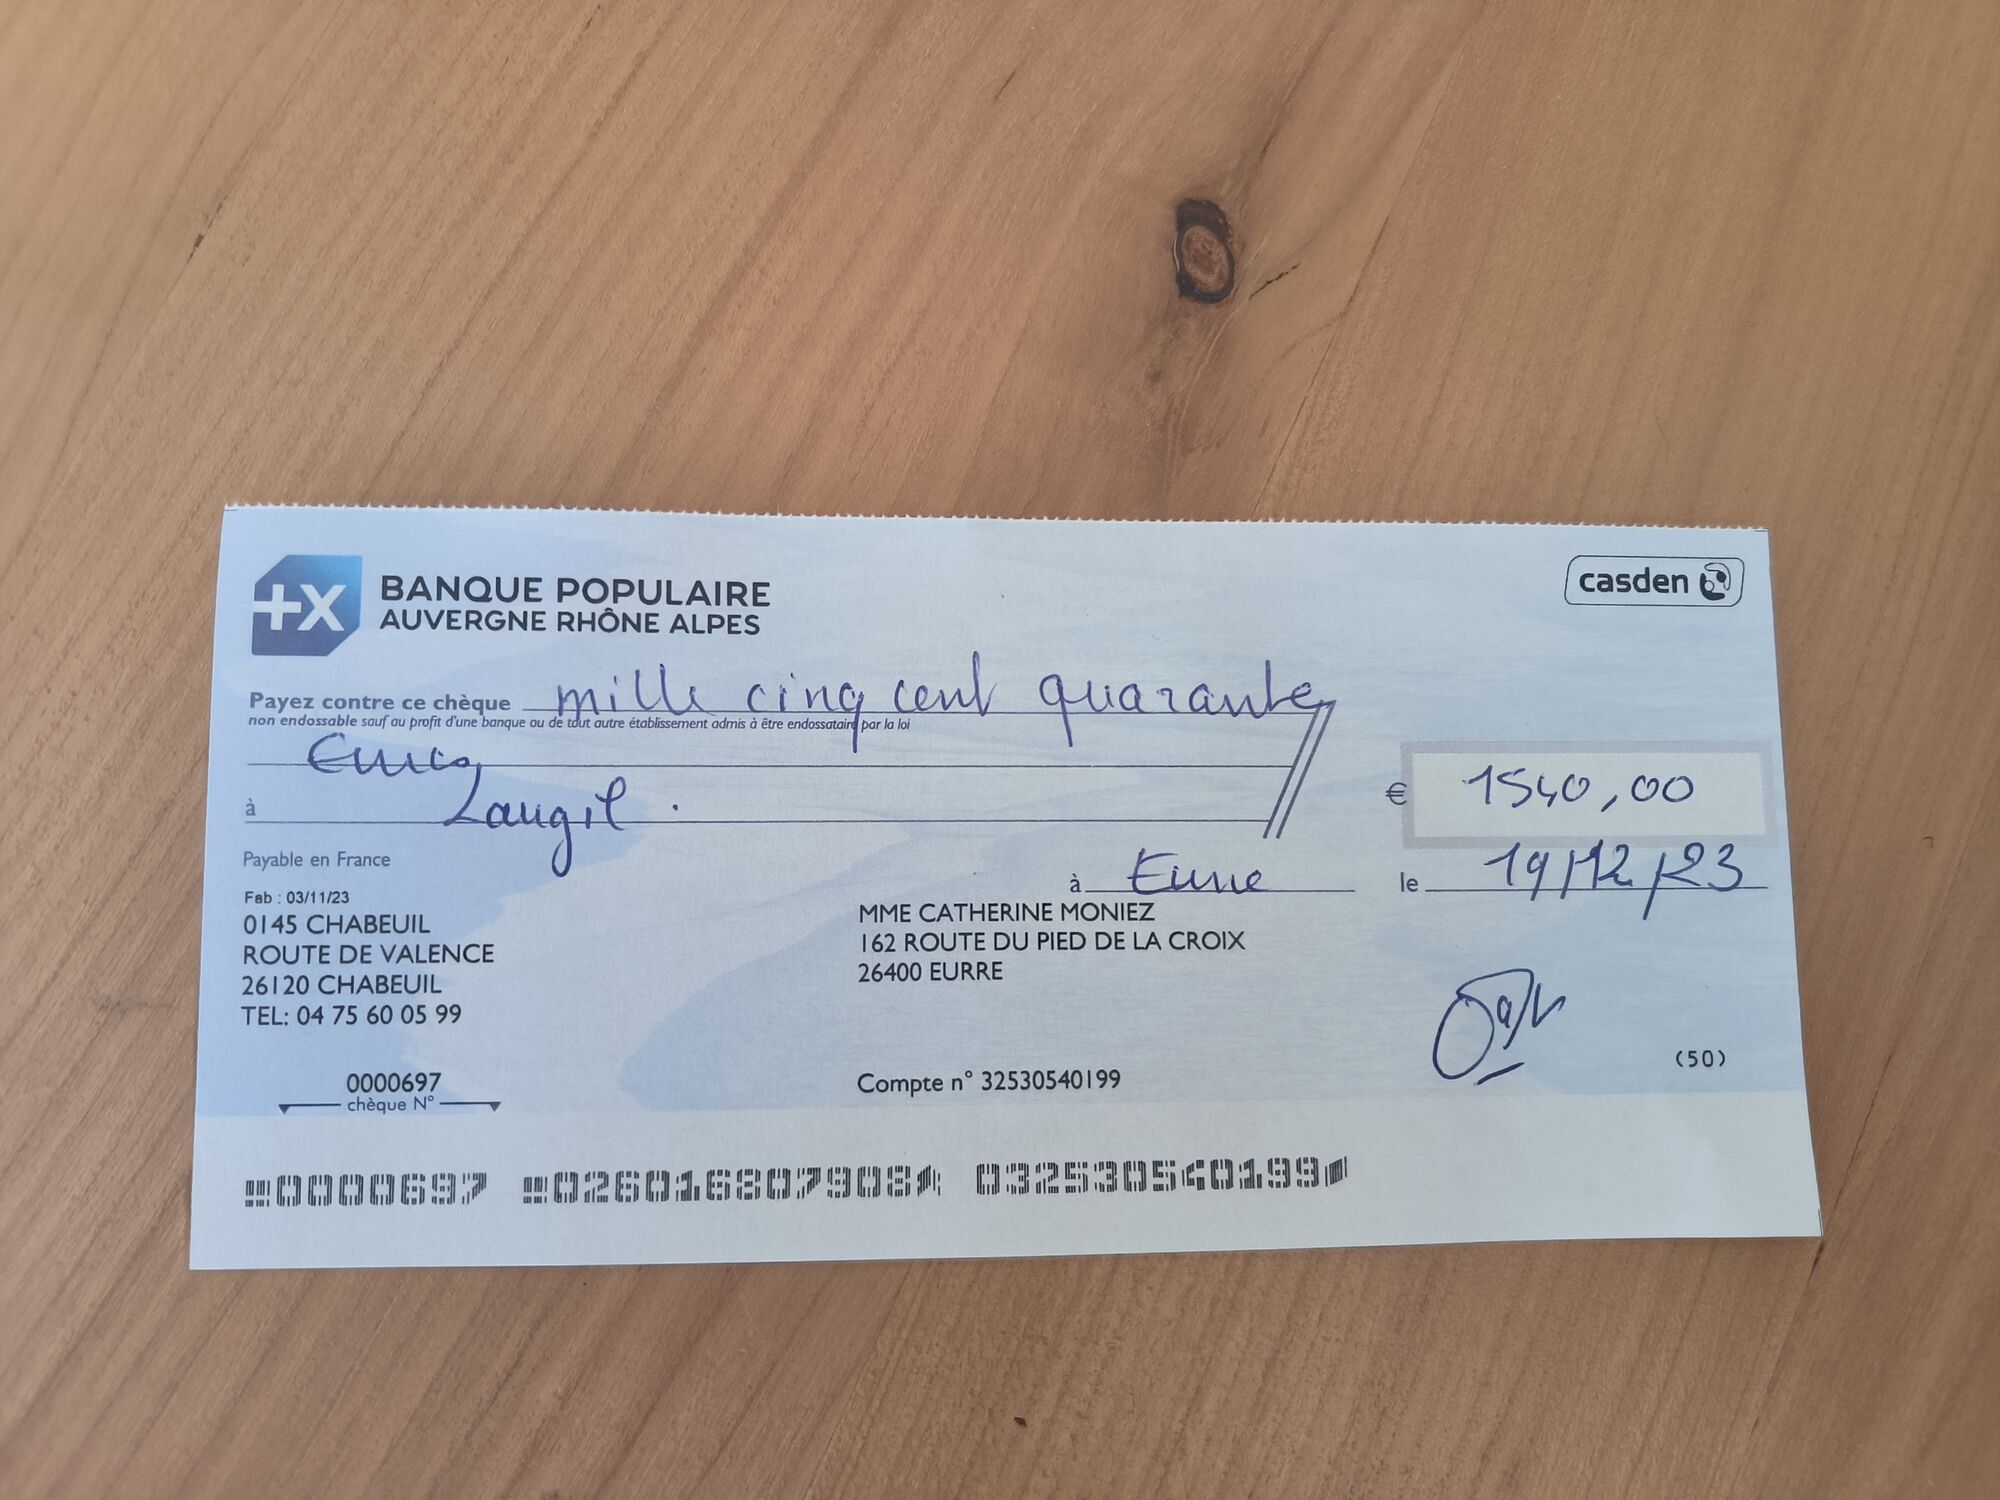 +X BANQUE POPULAIRE
AUVERGNE RHÔNE ALPES
casden
Payez contre ce chèque mille cinq cent quarante
non endossable sauf au profit d'une banque ou de tout autre établissement admis à être endossataire par la loi
à Laugil.
€ 1540,00
Payable en France
à Eurre le 19/12/23
Fab : 03/11/23
0145 CHABEUIL
ROUTE DE VALENCE
26120 CHABEUIL
TEL: 04 75 60 05 99
MME CATHERINE MONIEZ
162 ROUTE DU PIED DE LA CROIX
26400 EURRE
(50)
0000697
chèque N°
Compte n° 32530540199
0000697 026016807908 032530540199